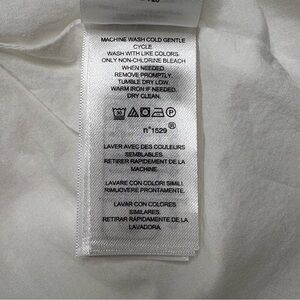 MACHINE WASH COLD GENTLE
CYCLE
WASH WITH LIKE COLORS.
ONLY NON-CHLORINE BLEACH
WHEN NEEDED.
REMOVE PROMPTLY.
TUMBLE DRY LOW.
WARM IRON IF NEEDED.
DRY CLEAN.
n°1529 ®
LAVER AVEC DES COULEURS
SEMBLABLES.
RETIRER RAPIDEMENT DE LA
MACHINE.
LAVARE CON COLORI SIMILI.
RIMUOVERE PRONTAMENTE.
LAVAR CON COLORES
SIMILARES.
RETIRAR RÁPIDAMENTE DE LA
LAVADORA.